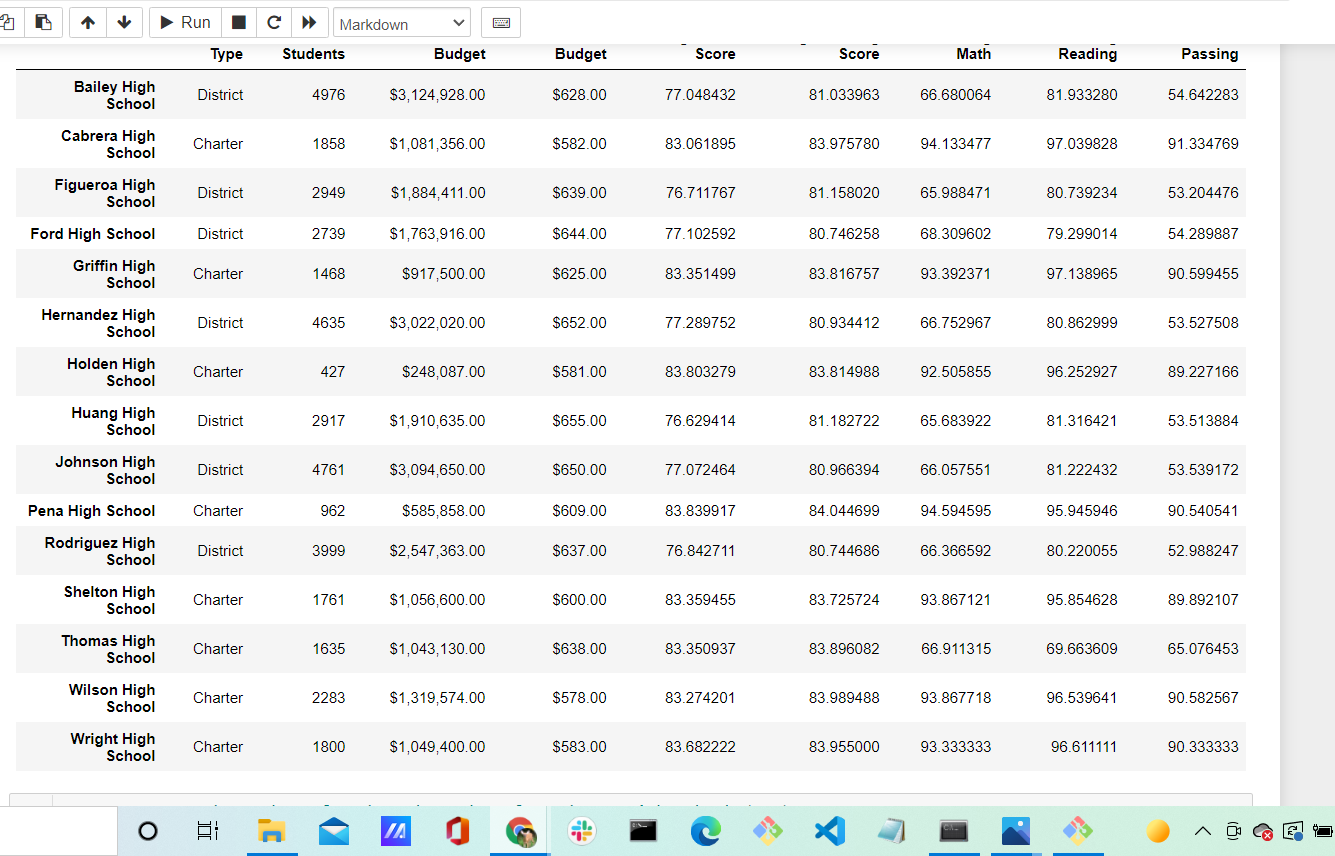 Run Markdown
Type Students Budget Budget Score Score Math Reading Passing
Bailey High School District 4976 $3,124,928.00 $628.00 77.048432 81.033963 66.680064 81.933280 54.642283
Cabrera High School Charter 1858 $1,081,356.00 $582.00 83.061895 83.975780 94.133477 97.039828 91.334769
Figueroa High School District 2949 $1,884,411.00 $639.00 76.711767 81.158020 65.988471 80.739234 53.204476
Ford High School District 2739 $1,763,916.00 $644.00 77.102592 80.746258 68.309602 79.299014 54.289887
Griffin High School Charter 1468 $917,500.00 $625.00 83.351499 83.816757 93.392371 97.138965 90.599455
Hernandez High School District 4635 $3,022,020.00 $652.00 77.289752 80.934412 66.752967 80.862999 53.527508
Holden High School Charter 427 $248,087.00 $581.00 83.803279 83.814988 92.505855 96.252927 89.227166
Huang High School District 2917 $1,910,635.00 $655.00 76.629414 81.182722 65.683922 81.316421 53.513884
Johnson High School District 4761 $3,094,650.00 $650.00 77.072464 80.966394 66.057551 81.222432 53.539172
Pena High School Charter 962 $585,858.00 $609.00 83.839917 84.044699 94.594595 95.945946 90.540541
Rodriguez High School District 3999 $2,547,363.00 $637.00 76.842711 80.744686 66.366592 80.220055 52.988247
Shelton High School Charter 1761 $1,056,600.00 $600.00 83.359455 83.725724 93.867121 95.854628 89.892107
Thomas High School Charter 1635 $1,043,130.00 $638.00 83.350937 83.896082 66.911315 69.663609 65.076453
Wilson High School Charter 2283 $1,319,574.00 $578.00 83.274201 83.989488 93.867718 96.539641 90.582567
Wright High School Charter 1800 $1,049,400.00 $583.00 83.682222 83.955000 93.333333 96.611111 90.333333